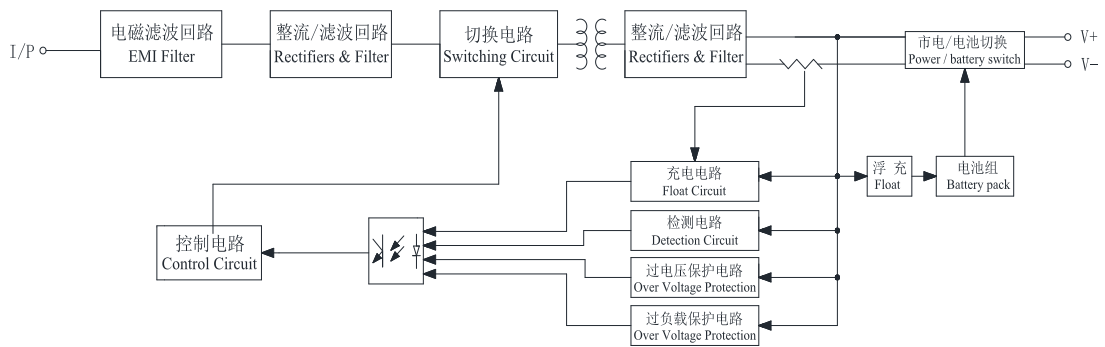 I/P
电磁滤波回路
EMI Filter
整流/滤波回路
Rectifiers & Filter
切换电路
Switching Circuit
整流/滤波回路
Rectifiers & Filter
市电/电池切换
Power / battery switch
V+
V−
充电电路
Float Circuit
浮 充
Float
电池组
Battery pack
检测电路
Detection Circuit
控制电路
Control Circuit
过电压保护电路
Over Voltage Protection
过负载保护电路
Over Voltage Protection